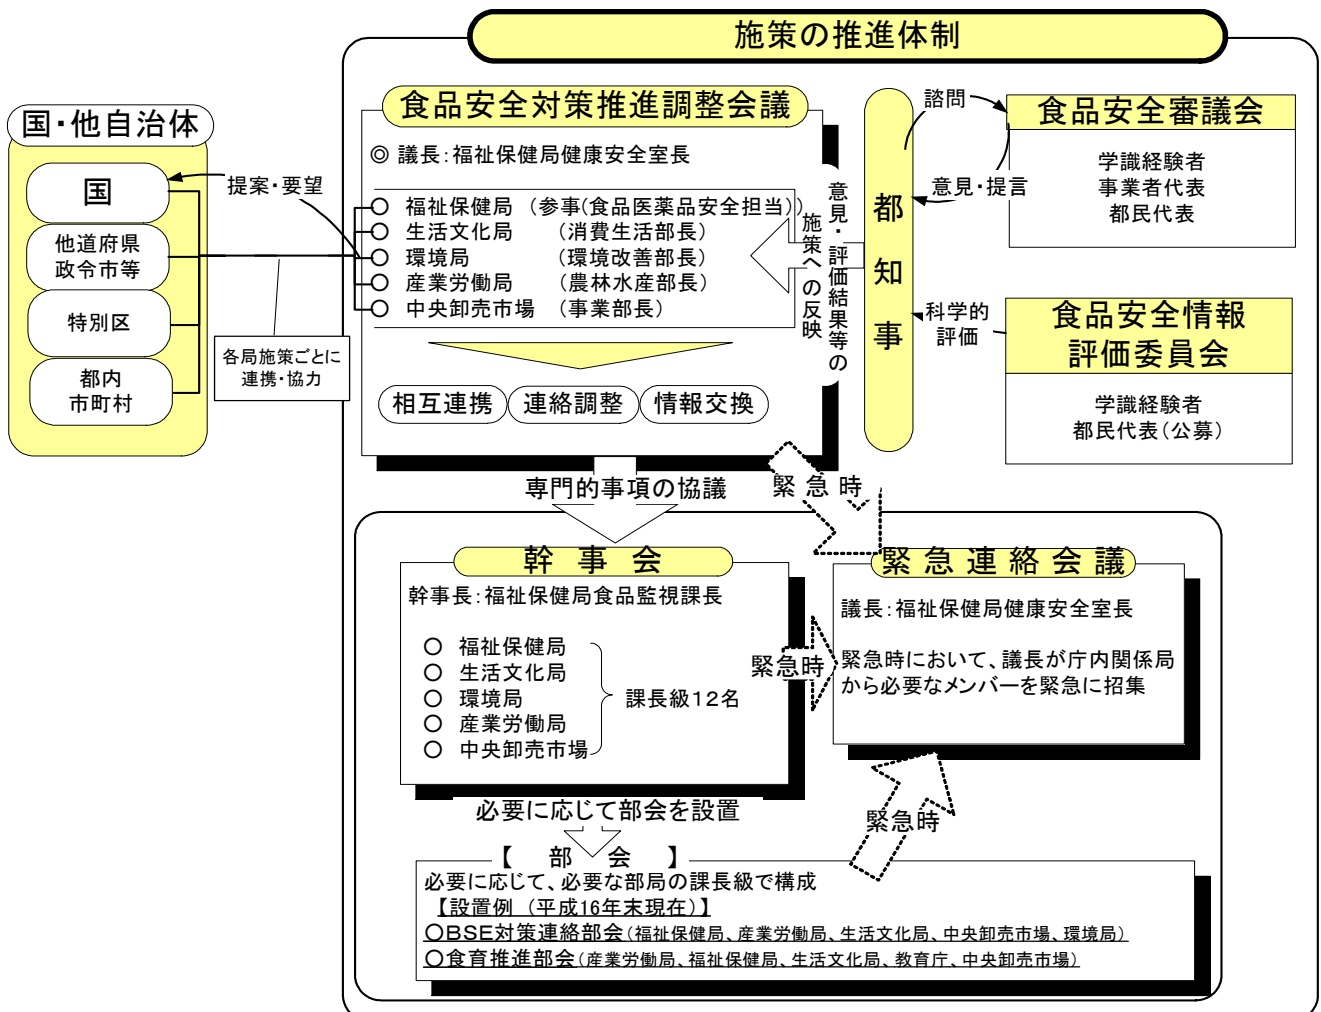 施策の推進体制
国・他自治体
国
他道府県
政令市等
特別区
都内
市町村
提案・要望
各局施策ごとに
連携・協力
食品安全対策推進調整会議
◎ 議長:福祉保健局健康安全室長
○ 福祉保健局 (参事(食品医薬品安全担当))
○ 生活文化局 (消費生活部長)
○ 環境局 (環境改善部長)
○ 産業労働局 (農林水産部長)
○ 中央卸売市場 (事業部長)
相互連携
連絡調整
情報交換
意見・評価結果等の
施策への反映
都知事
諮問
意見・提言
科学的
評価
食品安全審議会
学識経験者
事業者代表
都民代表
食品安全情報
評価委員会
学識経験者
都民代表(公募)
専門的事項の協議
緊急時
幹事会
幹事長:福祉保健局食品監視課長
○ 福祉保健局
○ 生活文化局
○ 環境局
○ 産業労働局
○ 中央卸売市場
課長級12名
緊急時
緊急連絡会議
議長:福祉保健局健康安全室長
緊急時において、議長が庁内関係局
から必要なメンバーを緊急に招集
必要に応じて部会を設置
緊急時
【 部 会 】
必要に応じて、必要な部局の課長級で構成
【設置例 (平成16年末現在)】
○BSE対策連絡部会(福祉保健局、産業労働局、生活文化局、中央卸売市場、環境局)
○食育推進部会(産業労働局、福祉保健局、生活文化局、教育庁、中央卸売市場)